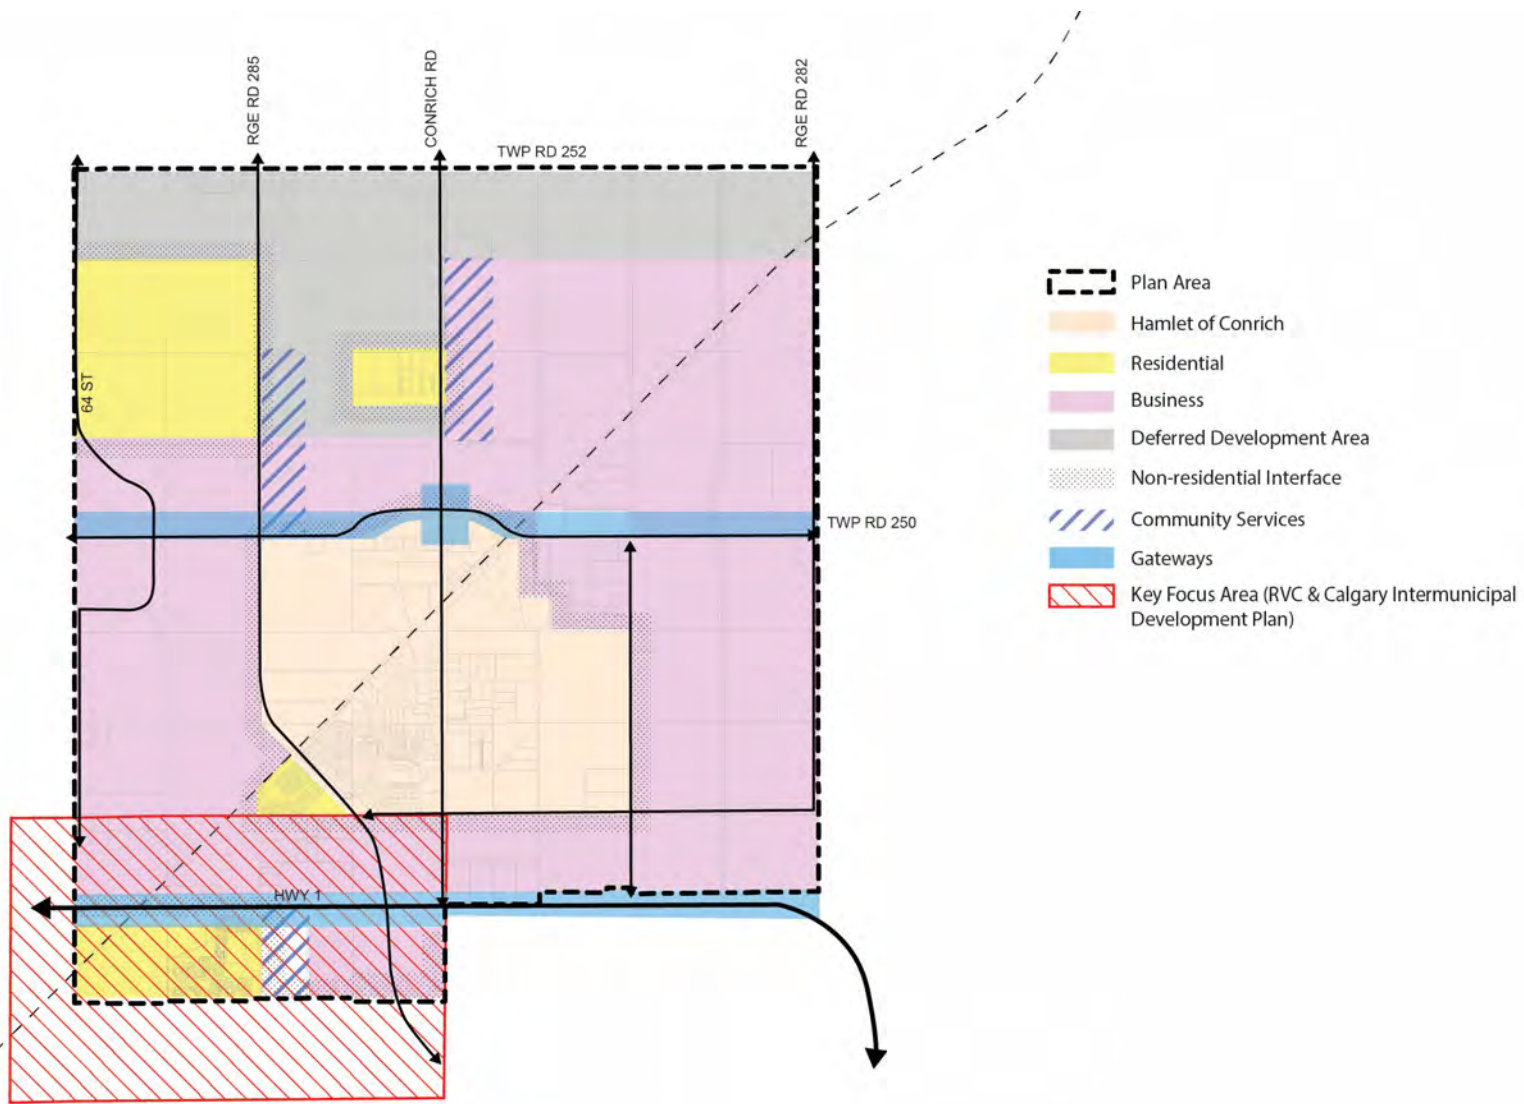 RGE RD 285
CONRICH RD
RGE RD 282
TWP RD 252
64 ST
TWP RD 250
HWY 1
Plan Area
Hamlet of Conrich
Residential
Business
Deferred Development Area
Non-residential Interface
Community Services
Gateways
Key Focus Area (RVC & Calgary Intermunicipal
Development Plan)